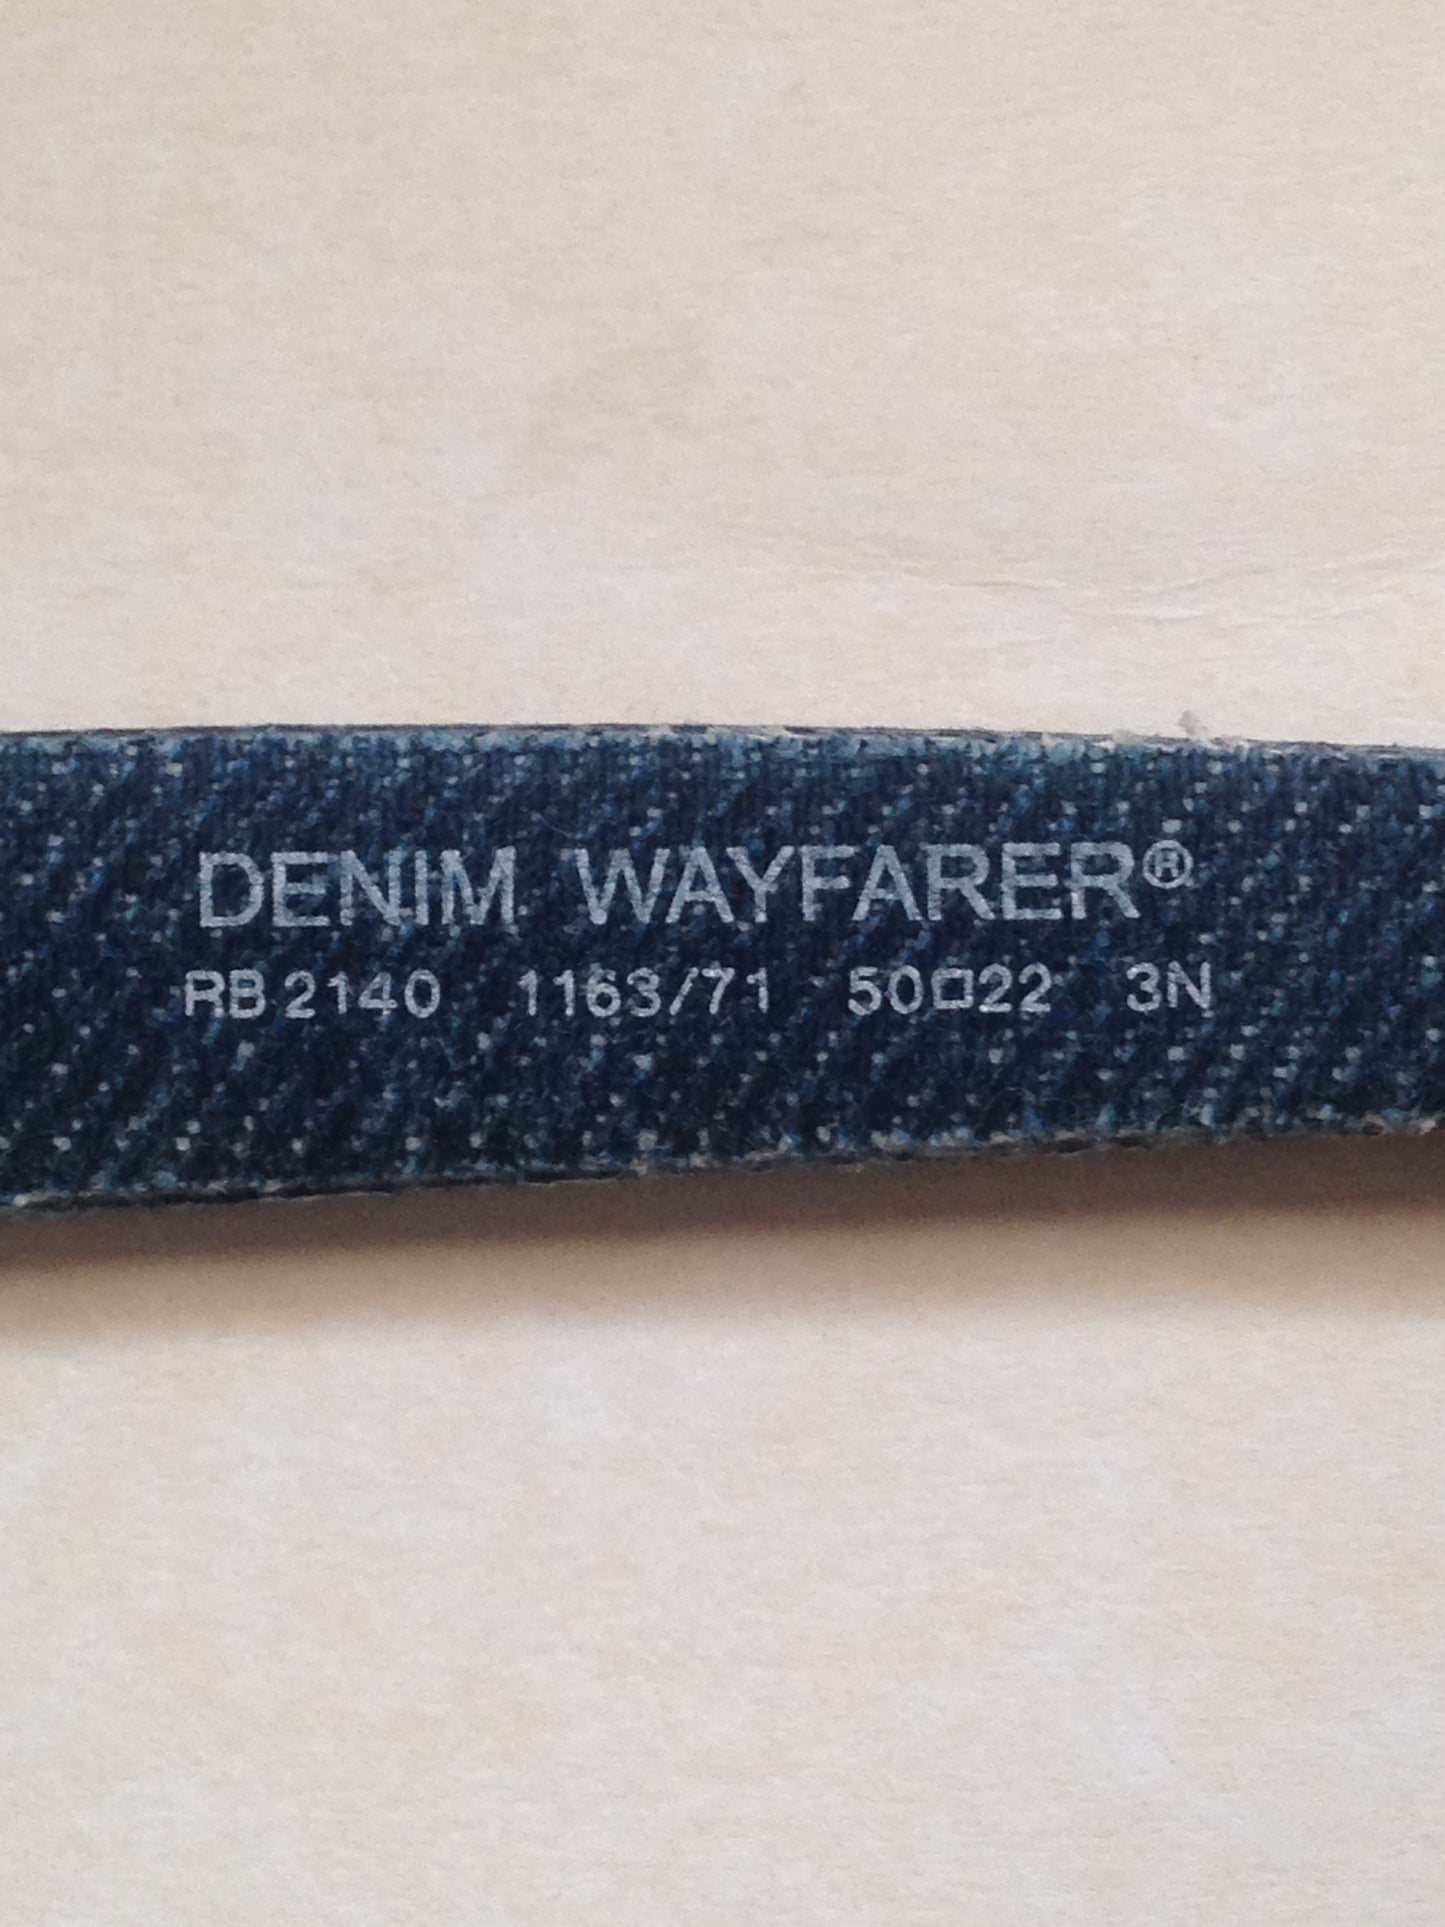 DENIM WAYFARER®
RB 2140 1163/71 50□22 3N